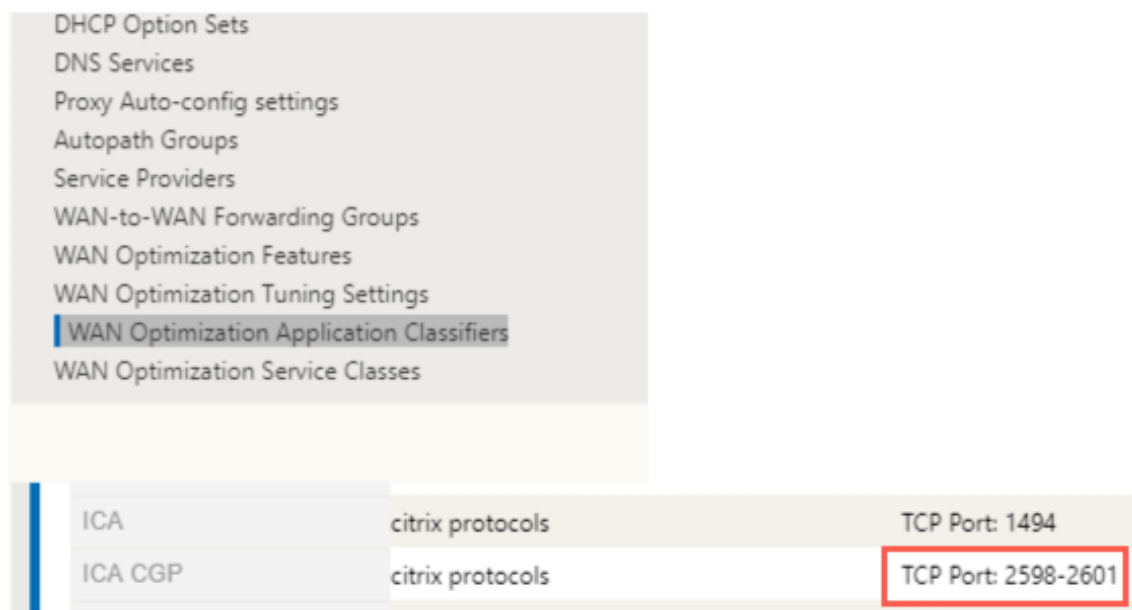 DHCP Option Sets
DNS Services
Proxy Auto-config settings
Autopath Groups
Service Providers
WAN-to-WAN Forwarding Groups
WAN Optimization Features
WAN Optimization Tuning Settings
WAN Optimization Application Classifiers
WAN Optimization Service Classes
ICA citrix protocols TCP Port: 1494
ICA CGP citrix protocols TCP Port: 2598-2601